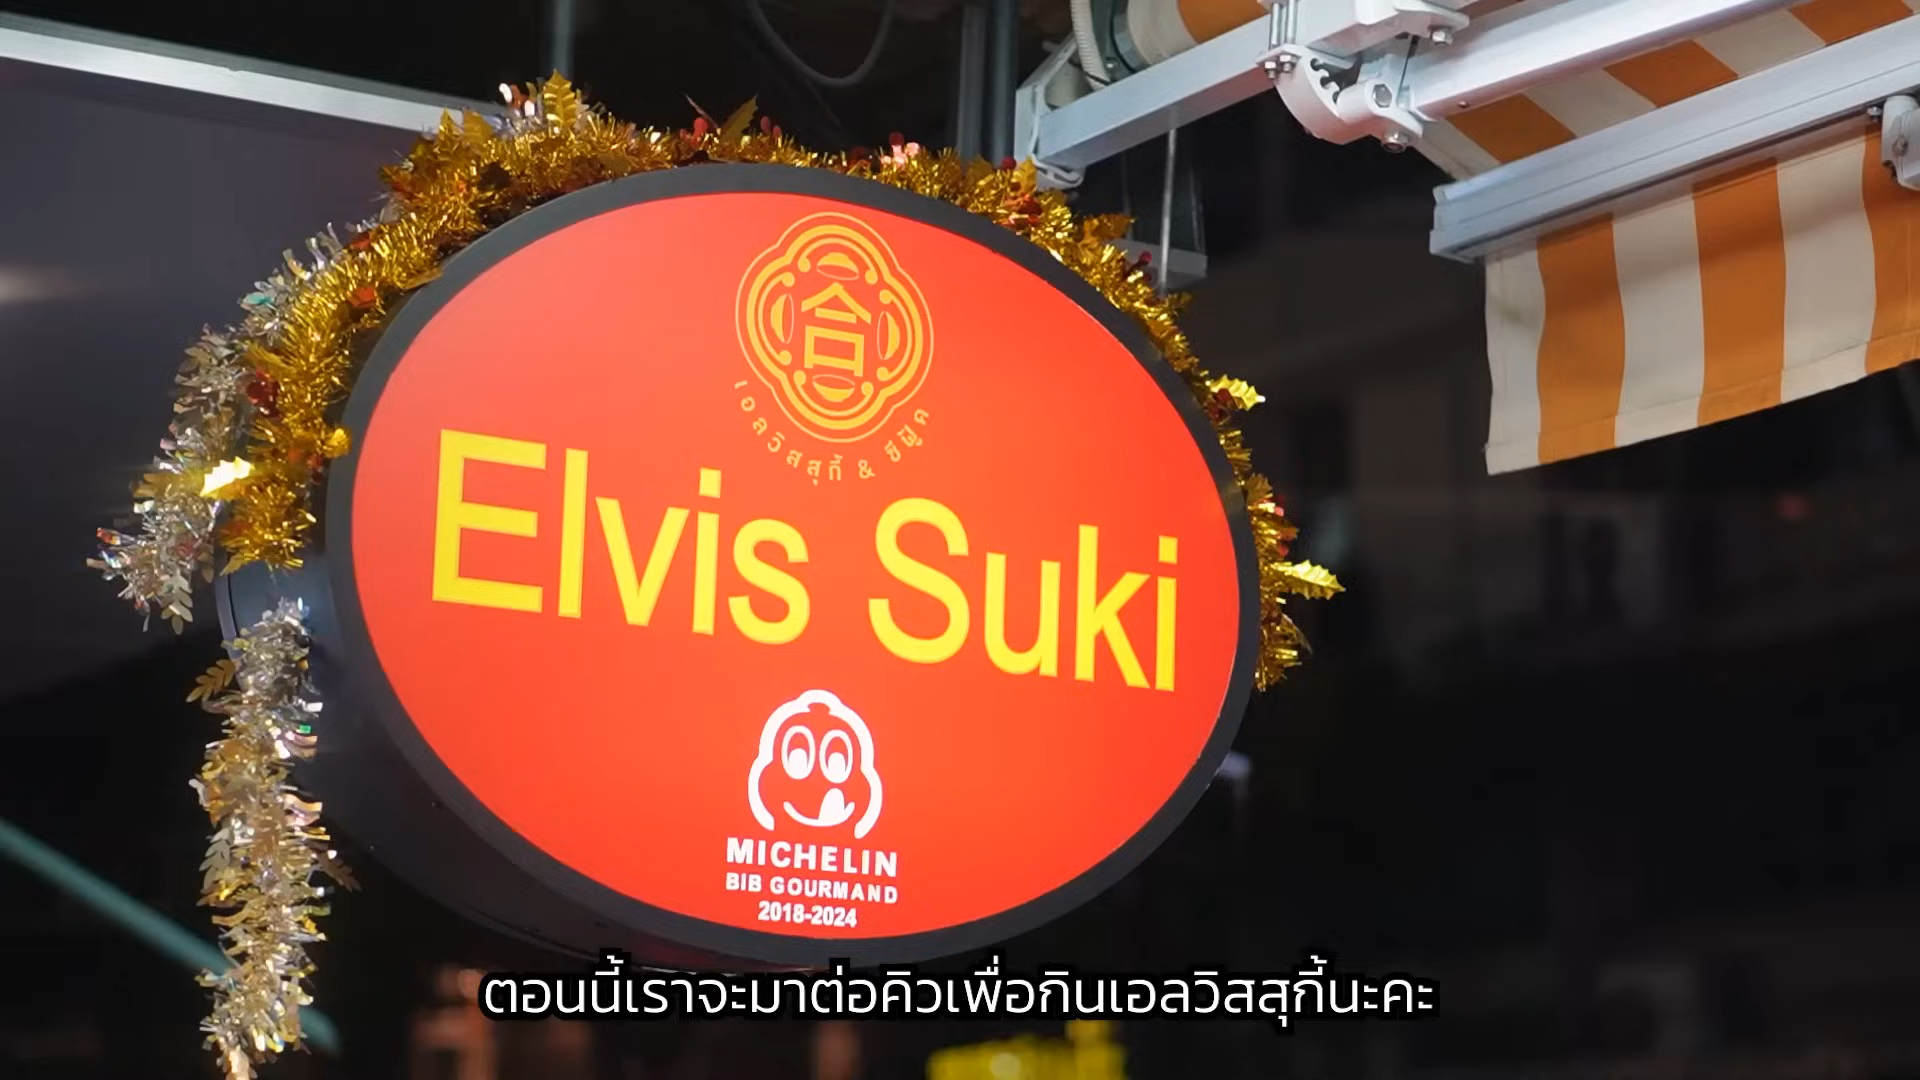 合
เอลวิสสุกี้ & ซีฟู้ด
Elvis Suki
MICHELIN
BIB GOURMAND
2018-2024
ตอนนี้เราจะมาต่อคิวเพื่อกินเอลวิสสุกี้นะคะ